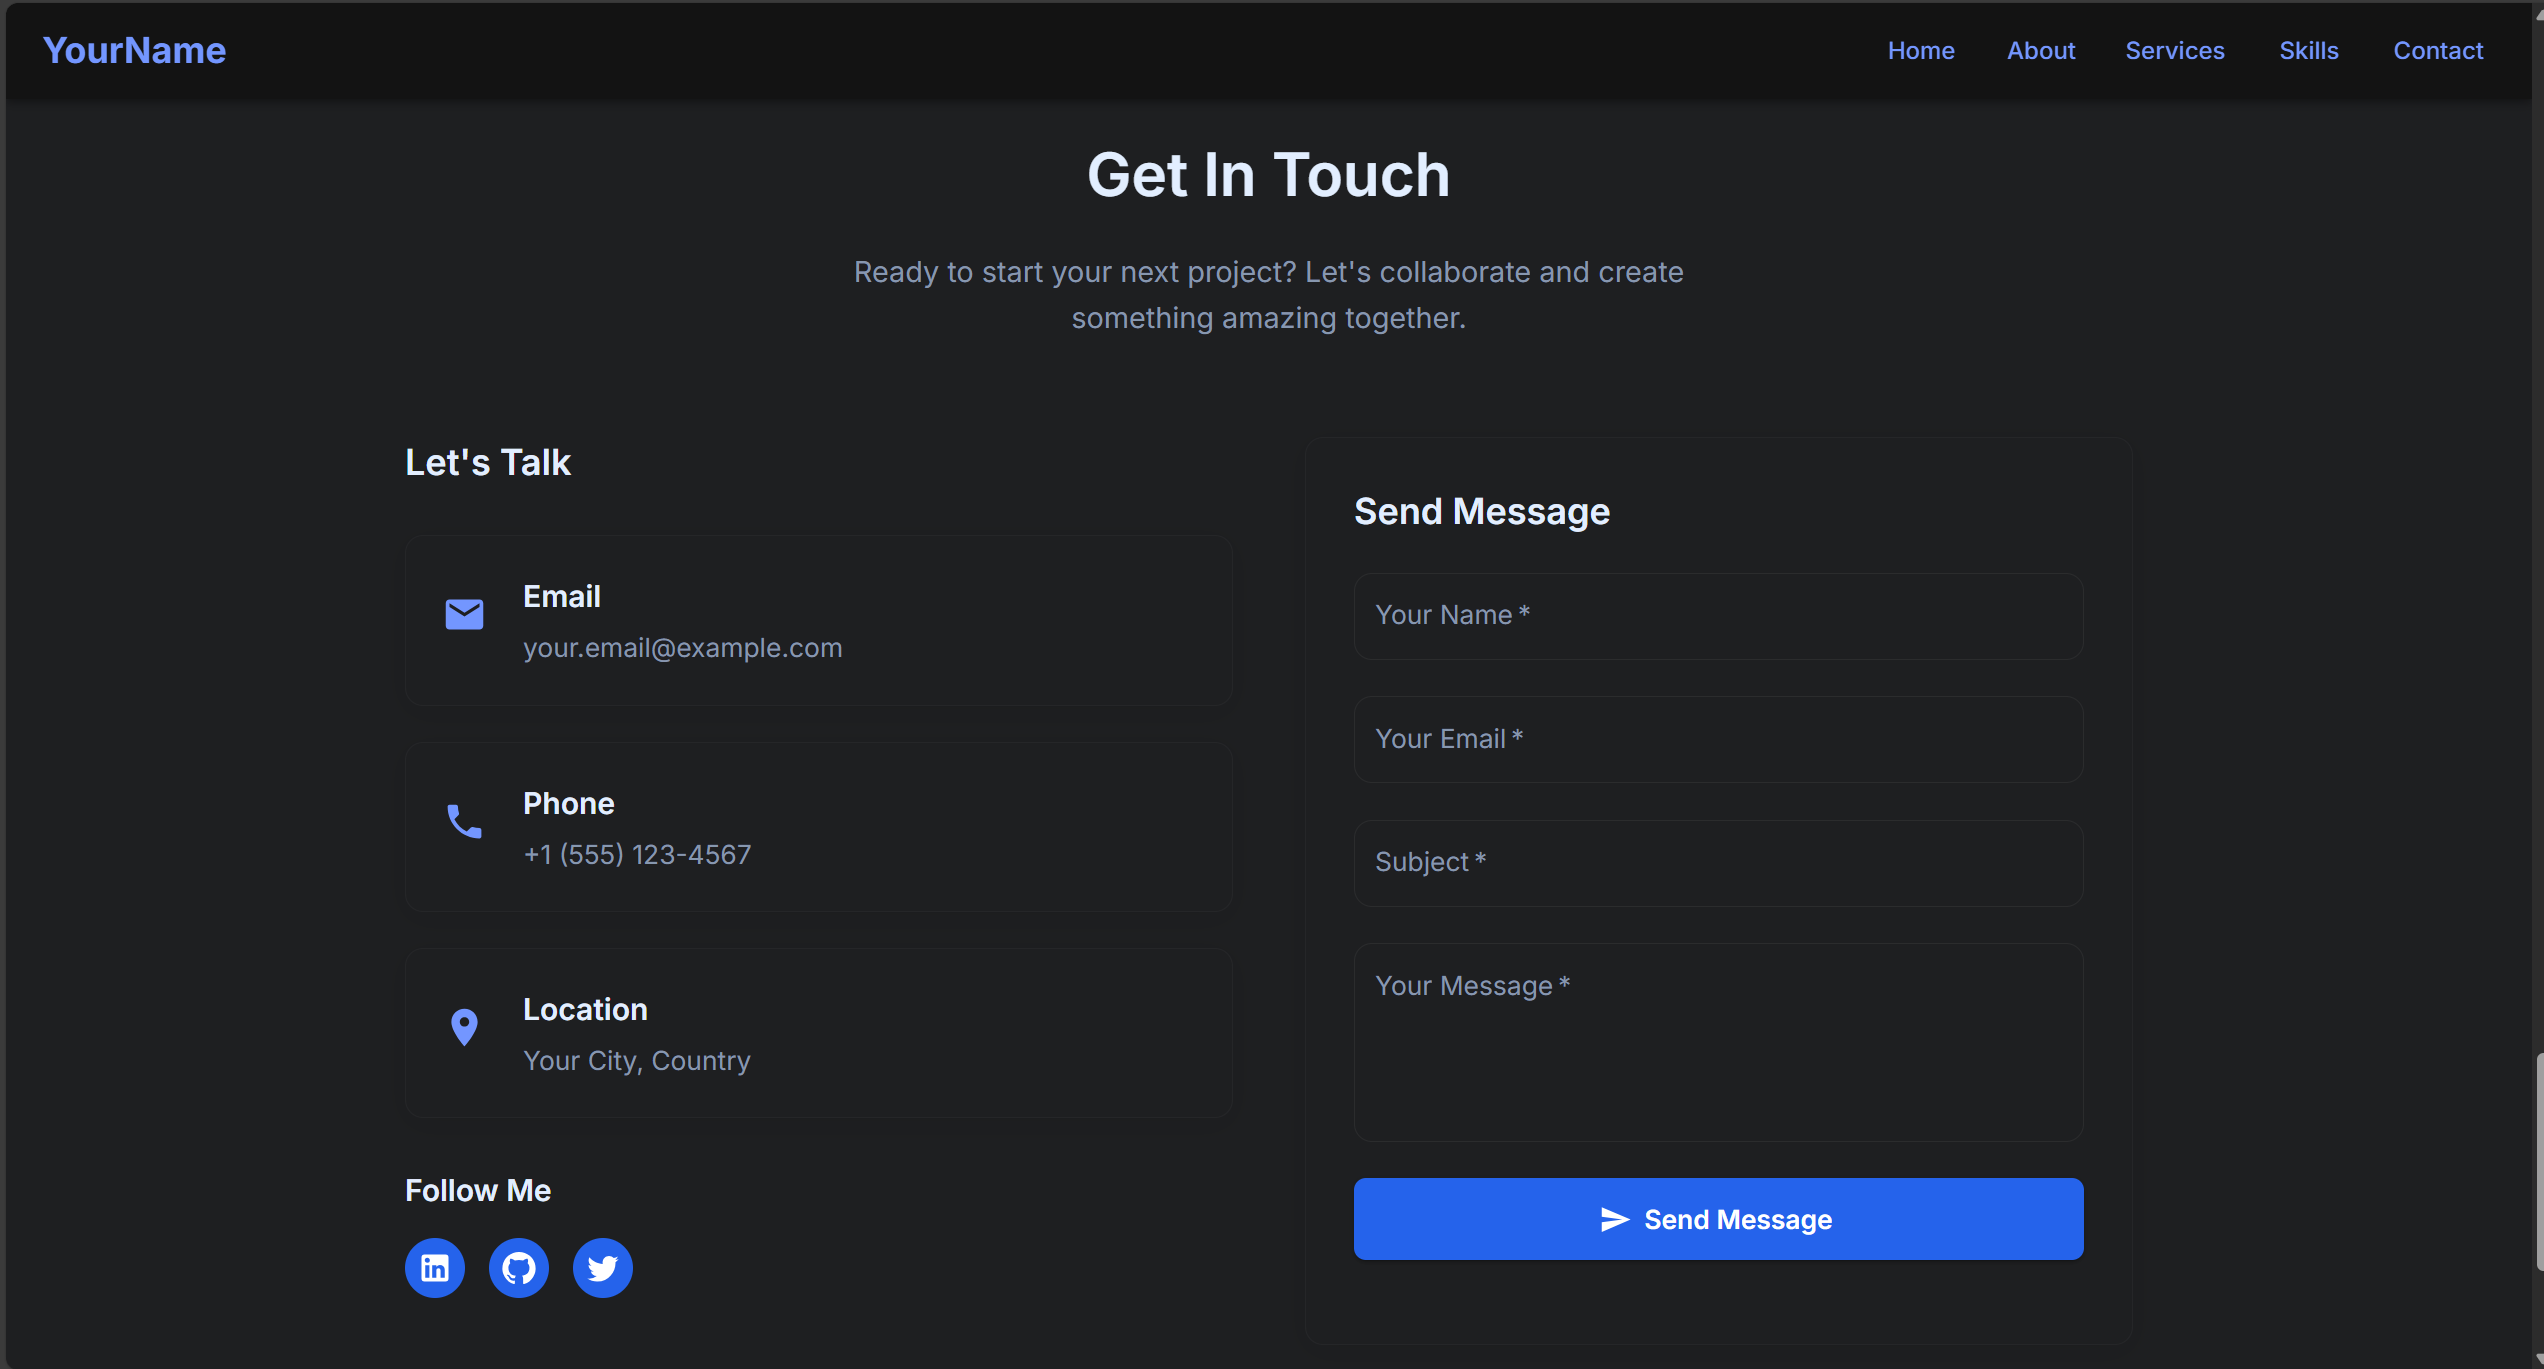 YourName
Home
About
Services
Skills
Contact
Get In Touch
Ready to start your next project? Let's collaborate and create
something amazing together.
Let's Talk
Email
your.email@example.com
Phone
+1 (555) 123-4567
Location
Your City, Country
Follow Me
Send Message
Your Name *
Your Email *
Subject *
Your Message *
Send Message